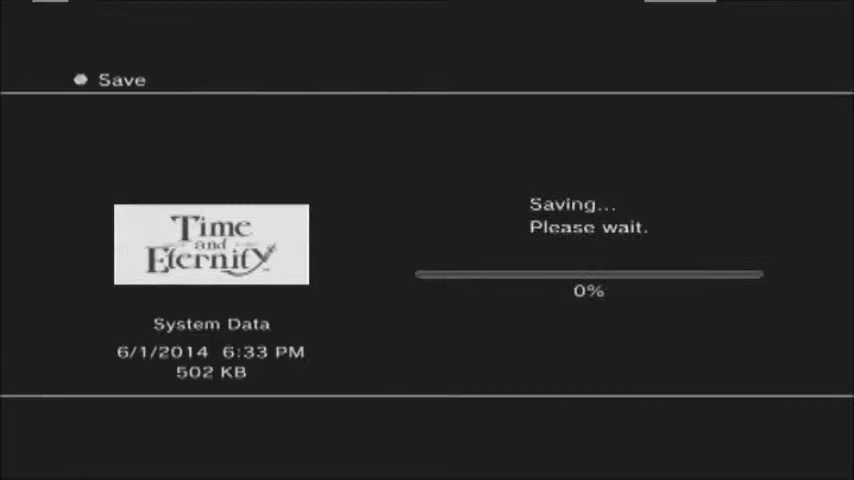 Save
Time
and
Eternity
Saving...
Please wait.
0%
System Data
6/1/2014 6:33 PM
502 KB